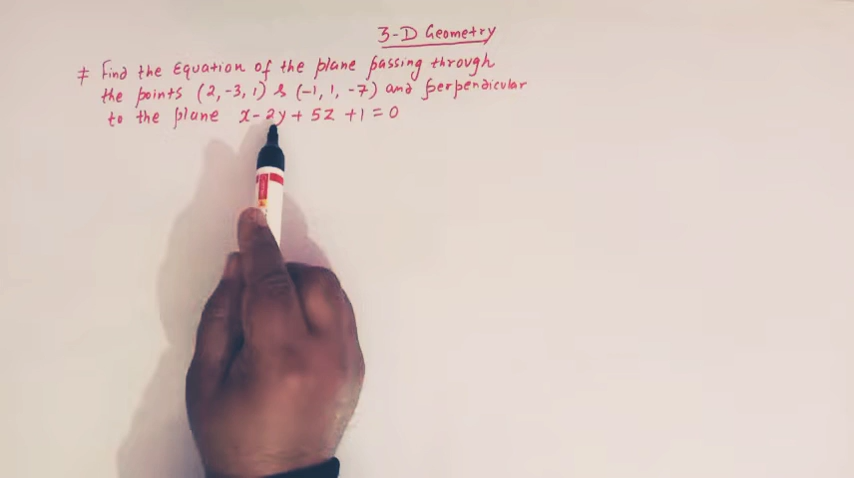 3-D Geometry
# Find the Equation of the plane passing through
the points (2, -3, 1) & (-1, 1, -7) and perpendicular
to the plane x - 2y + 5z + 1 = 0